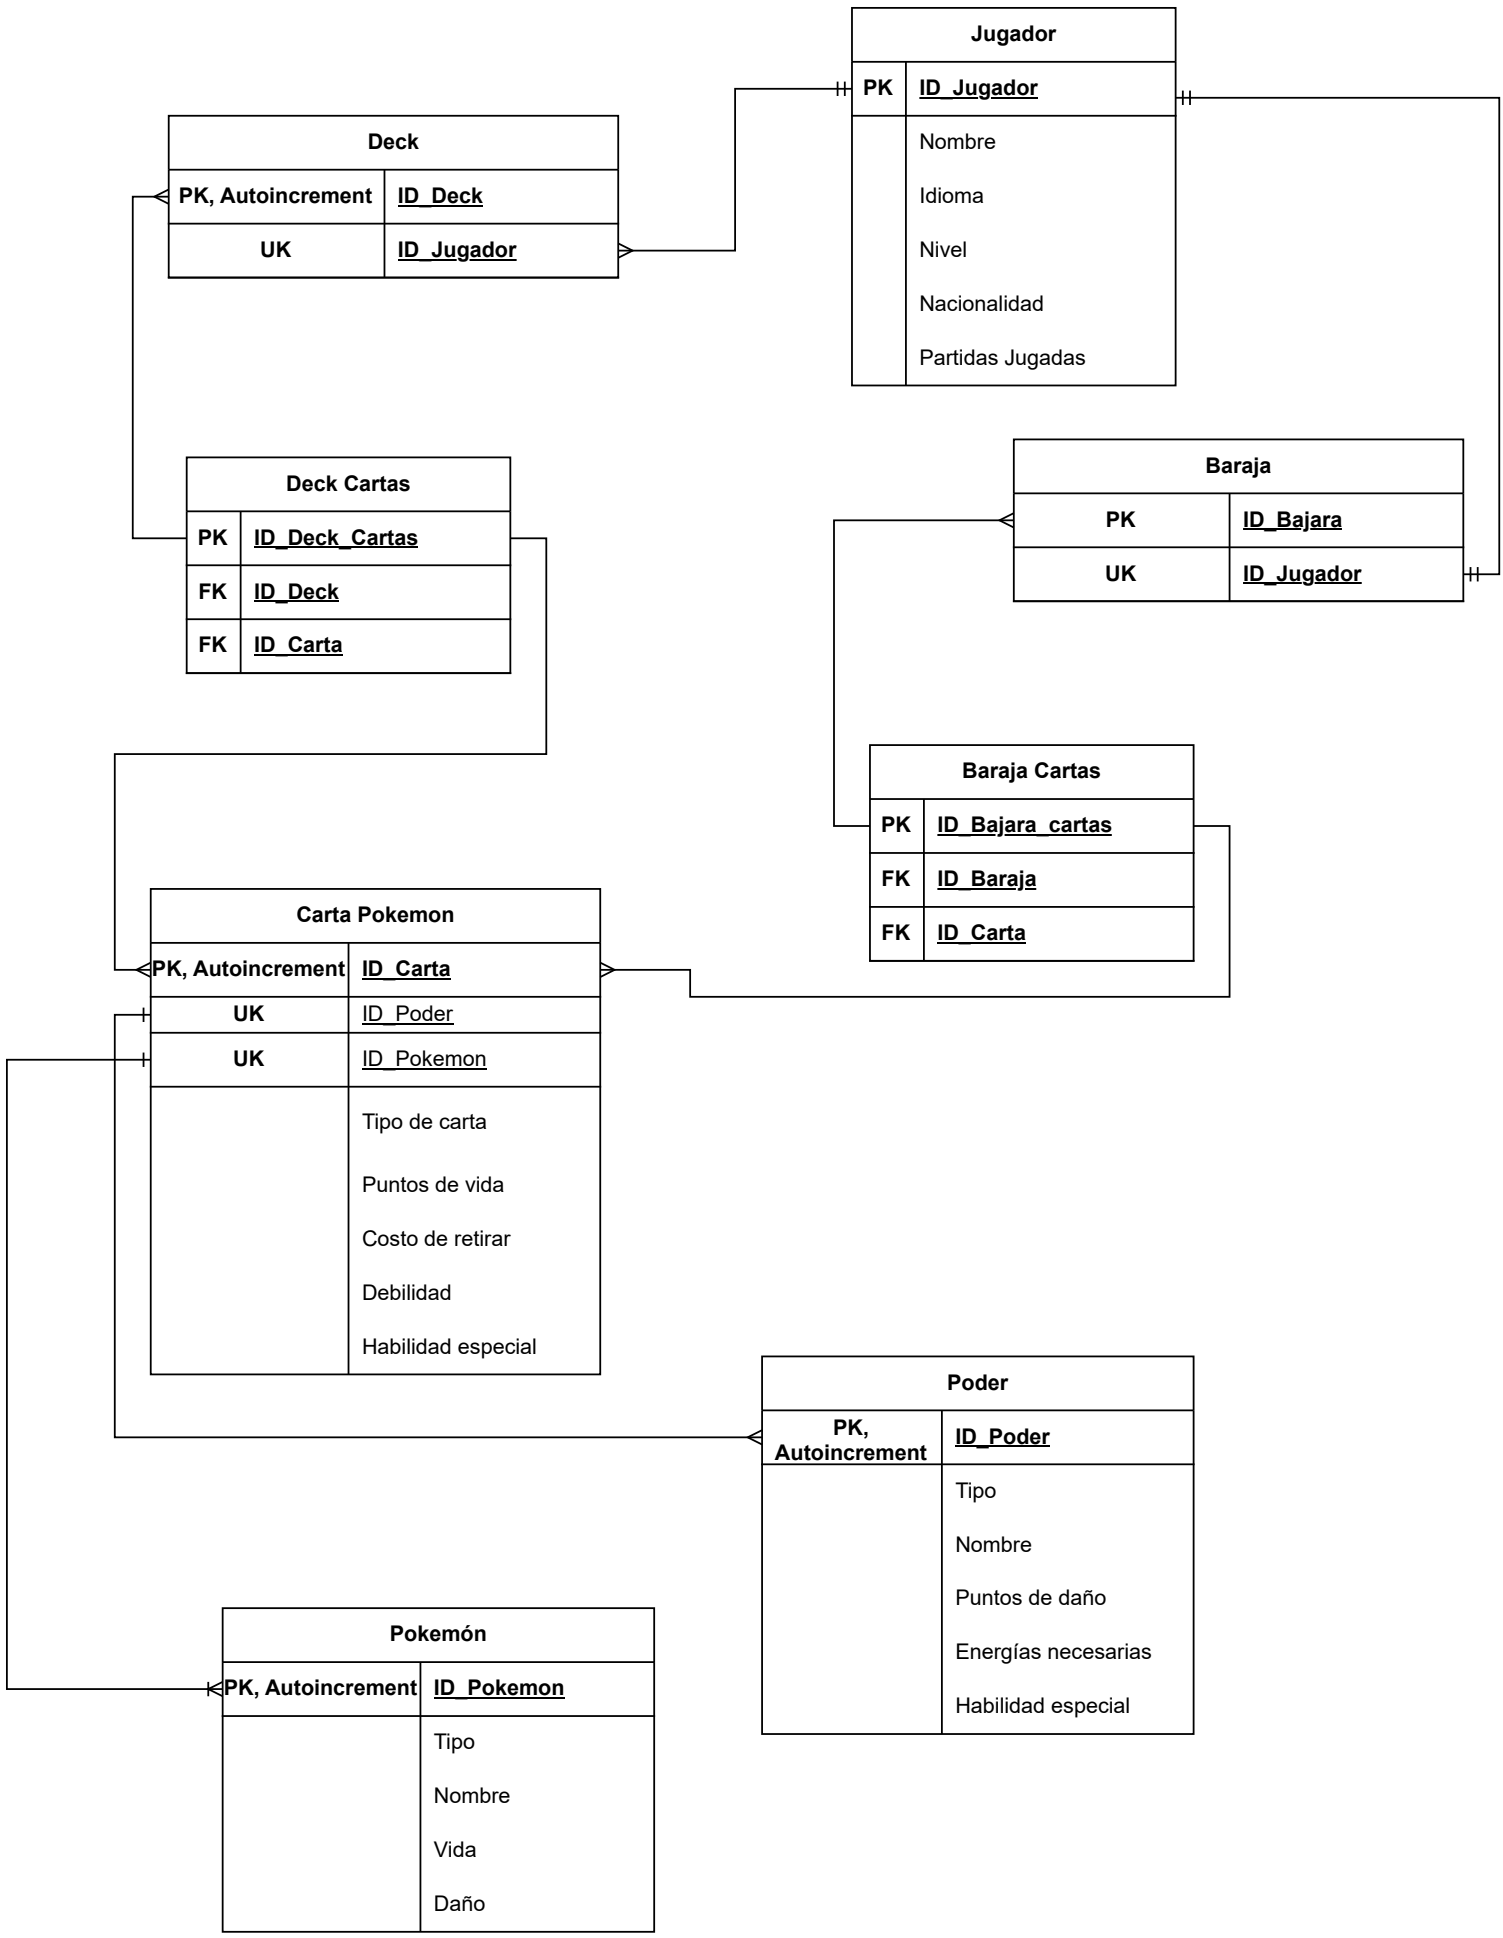 Jugador
PK ID_Jugador
Nombre
Idioma
Nivel
Nacionalidad
Partidas Jugadas
Deck
PK, Autoincrement ID_Deck
UK ID_Jugador
Deck Cartas
PK ID_Deck_Cartas
FK ID_Deck
FK ID_Carta
Baraja
PK ID_Bajara
UK ID_Jugador
Baraja Cartas
PK ID_Bajara_cartas
FK ID_Baraja
FK ID_Carta
Carta Pokemon
PK, Autoincrement ID_Carta
UK ID_Poder
UK ID_Pokemon
Tipo de carta
Puntos de vida
Costo de retirar
Debilidad
Habilidad especial
Poder
PK,
Autoincrement
ID_Poder
Tipo
Nombre
Puntos de daño
Energías necesarias
Habilidad especial
Pokemón
PK, Autoincrement ID_Pokemon
Tipo
Nombre
Vida
Daño